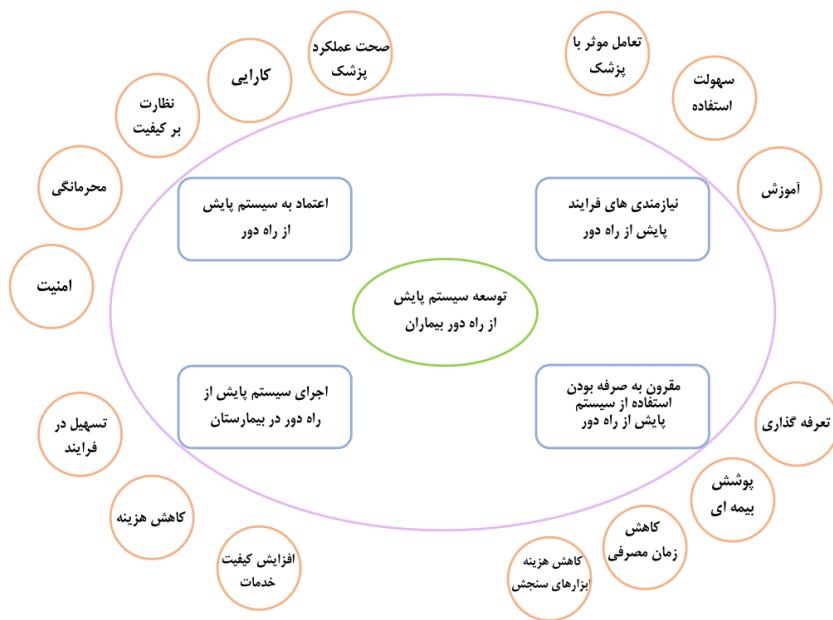 تعامل موثر با
پزشک
سهولت
استفاده
آموزش
صحت عملکرد
پزشک
کارایی
نظارت
بر کیفیت
محرمانگی
امنیت
نیازمندی های فرایند
پایش از راه دور
اعتماد به سیستم پایش
از راه دور
توسعه سیستم پایش
از راه دور بیماران
مقرون به صرفه بودن
استفاده از سیستم
پایش از راه دور
اجرای سیستم پایش از
راه دور در بیمارستان
تعرفه گذاری
پوشش
بیمه ای
کاهش
زمان مصرفی
کاهش هزینه
ابزارهای سنجش
تسهیل در
فرایند
کاهش هزینه
افزایش کیفیت
خدمات